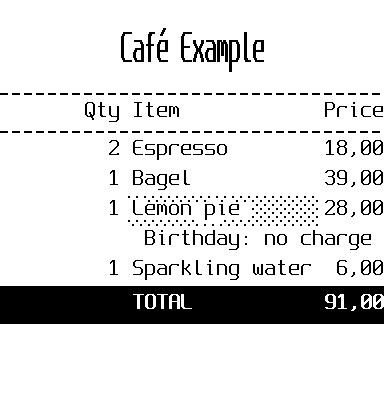 Café Example
Qty Item Price
2 Espresso 18,00
1 Bagel 39,00
1 Lemon pie 28,00
Birthday: no charge
1 Sparkling water 6,00
TOTAL 91,00